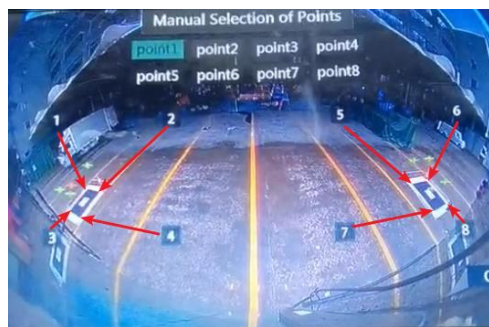 Manual Selection of Points
point1 point2 point3 point4
point5 point6 point7 point8
1 2 5 6
3 4 7 8